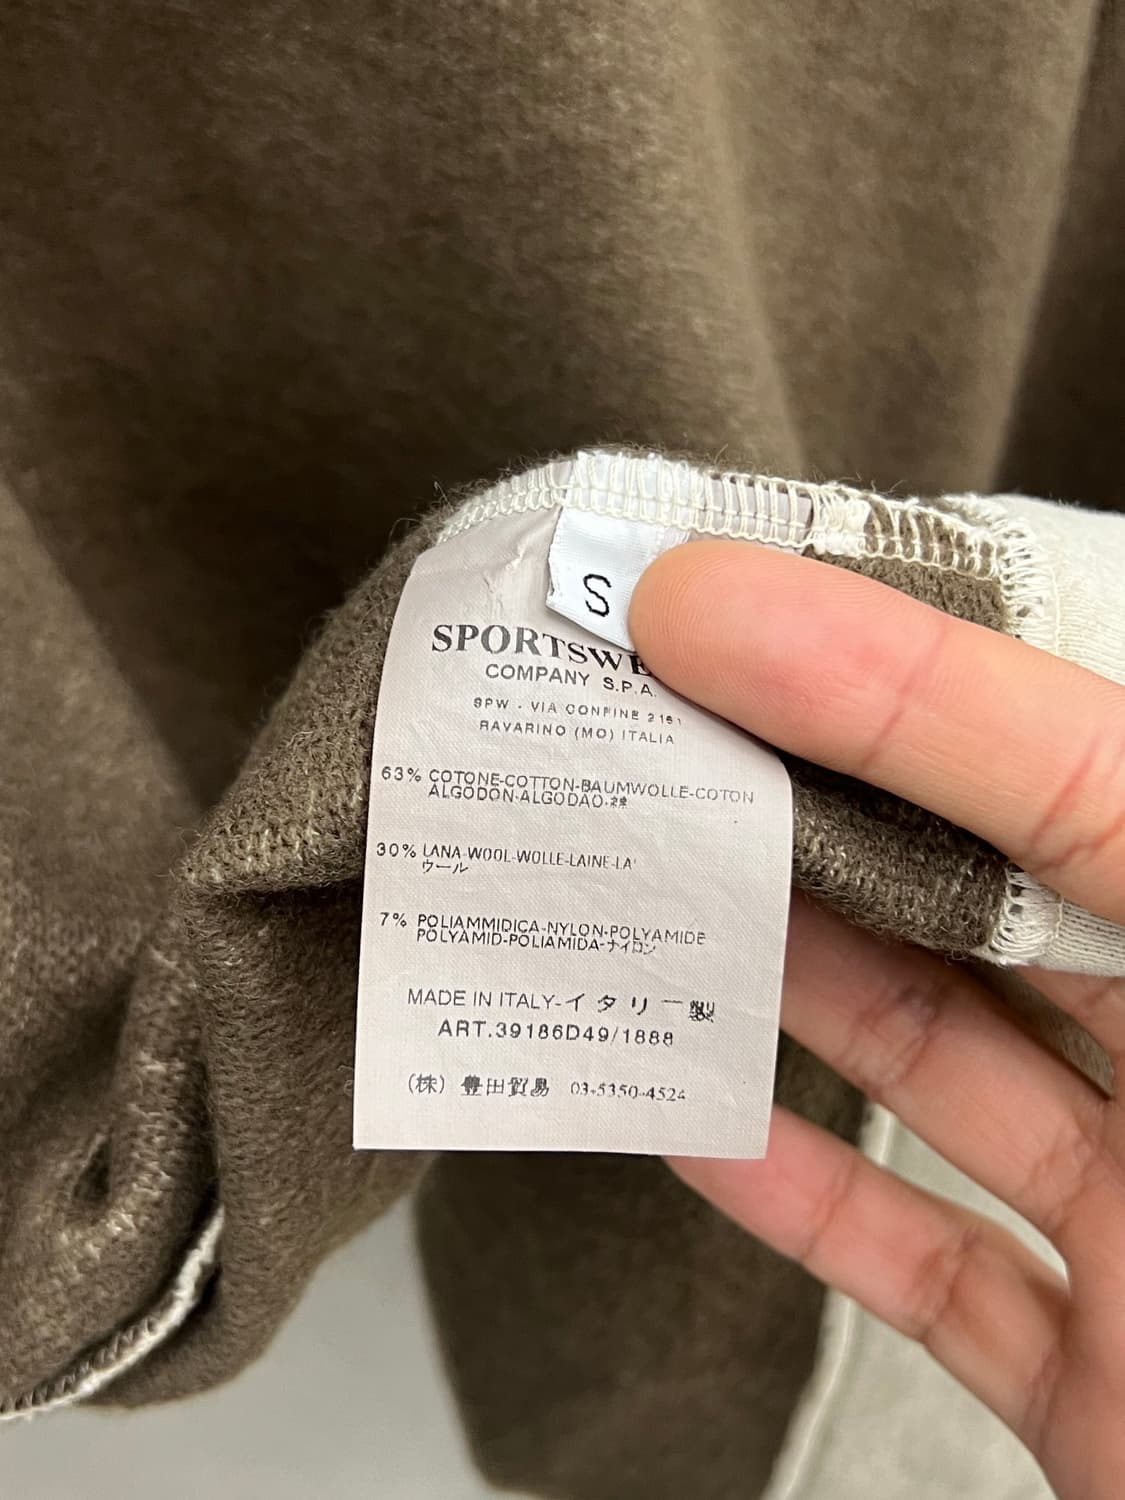 S
SPORTSWE
COMPANY S.P.A.
SPW - VIA CONFINE 2161
RAVARINO (MO) ITALIA
63% COTONE-COTTON-BAUMWOLLE-COTON
ALGODON-ALGODAO-綿
30% LANA-WOOL-WOLLE-LAINE-LA'
ウール
7% POLIAMMIDICA-NYLON-POLYAMIDE
POLYAMID-POLIAMIDA-ナイロン
MADE IN ITALY-イタリー製
ART.39186D49/1888
(株) 豊田貿易 03-5350-4524